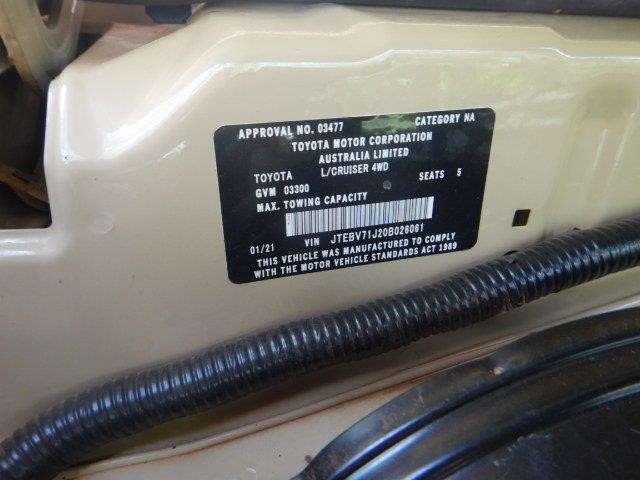 APPROVAL NO. 03477 CATEGORY NA
TOYOTA MOTOR CORPORATION
AUSTRALIA LIMITED
TOYOTA L/CRUISER 4WD
GVM 03300 SEATS 5
MAX. TOWING CAPACITY
01/21 VIN JTEBV71J20B026061
THIS VEHICLE WAS MANUFACTURED TO COMPLY
WITH THE MOTOR VEHICLE STANDARDS ACT 1989